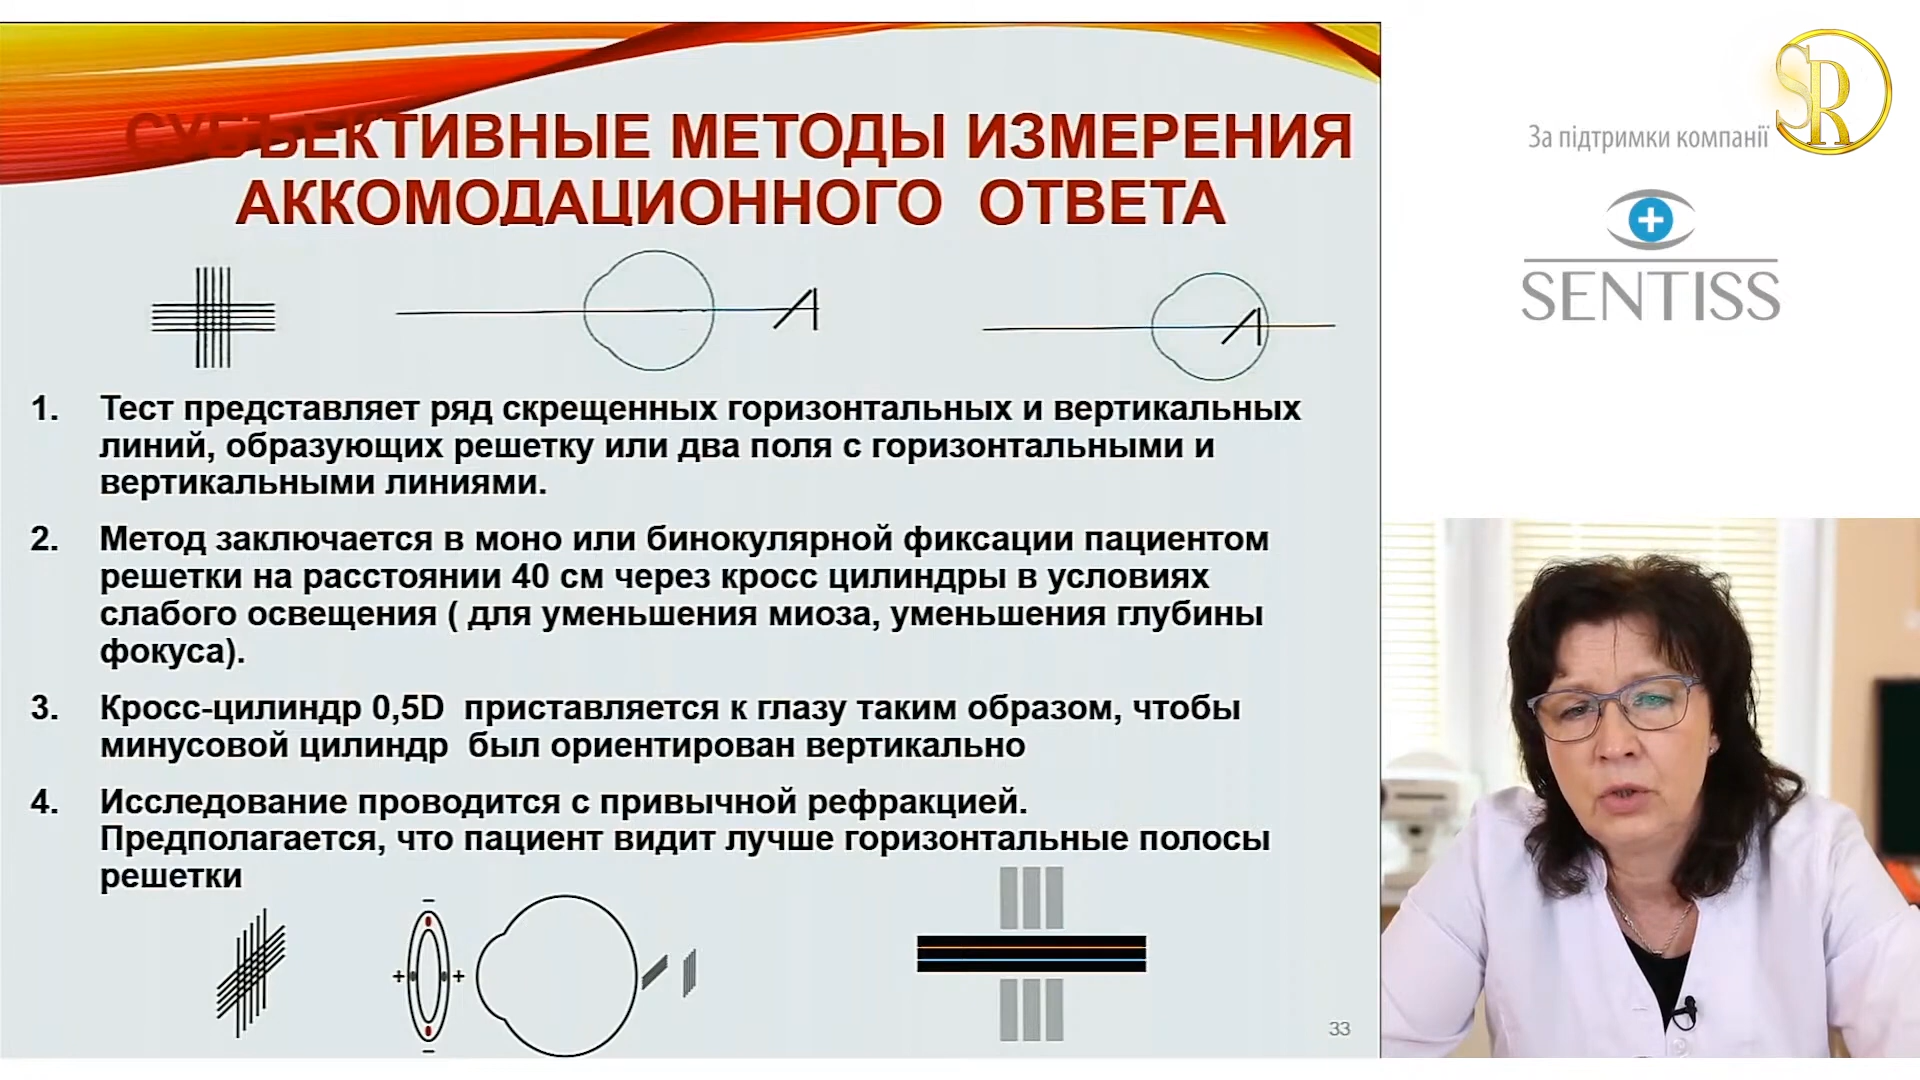 СУБЪЕКТИВНЫЕ МЕТОДЫ ИЗМЕРЕНИЯ
АККОМОДАЦИОННОГО ОТВЕТА
1. Тест представляет ряд скрещенных горизонтальных и вертикальных
линий, образующих решетку или два поля с горизонтальными и
вертикальными линиями.
2. Метод заключается в моно или бинокулярной фиксации пациентом
решетки на расстоянии 40 см через кросс цилиндры в условиях
слабого освещения ( для уменьшения миоза, уменьшения глубины
фокуса).
3. Кросс-цилиндр 0,5D приставляется к глазу таким образом, чтобы
минусовой цилиндр был ориентирован вертикально
4. Исследование проводится с привычной рефракцией.
Предполагается, что пациент видит лучше горизонтальные полосы
решетки
–
+ +
–
33
SR
За підтримки компанії
SENTISS